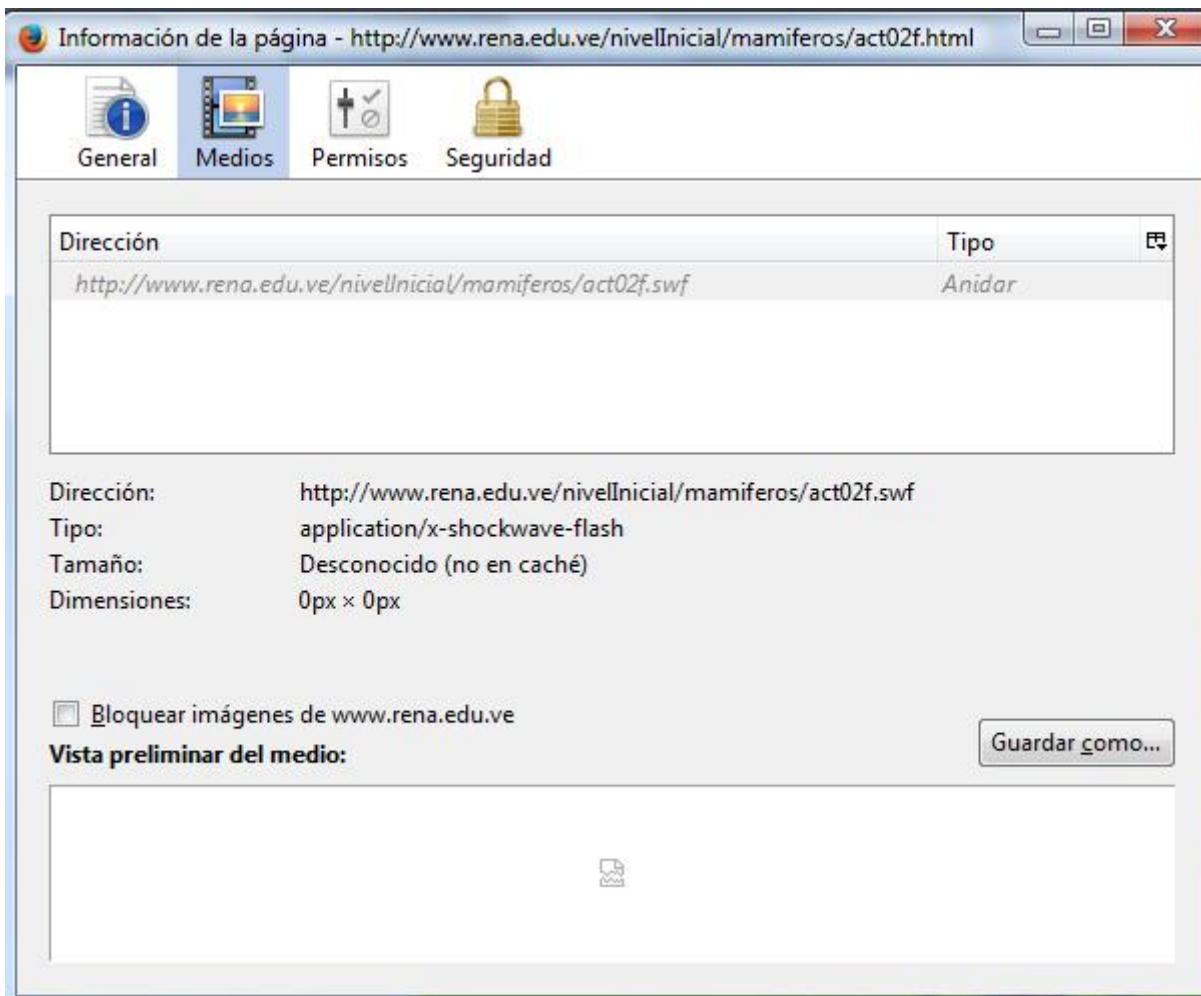 Información de la página - http://www.rena.edu.ve/nivelInicial/mamiferos/act02f.html
General Medios Permisos Seguridad
Dirección Tipo
http://www.rena.edu.ve/nivelInicial/mamiferos/act02f.swf Anidar
Dirección: http://www.rena.edu.ve/nivelInicial/mamiferos/act02f.swf
Tipo: application/x-shockwave-flash
Tamaño: Desconocido (no en caché)
Dimensiones: 0px × 0px
Bloquear imágenes de www.rena.edu.ve
Guardar como...
Vista preliminar del medio: